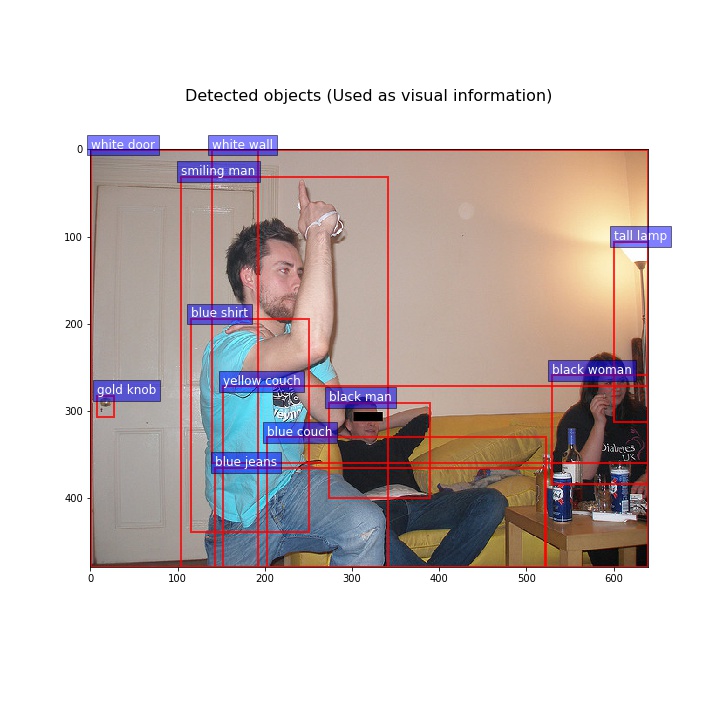 Detected objects (Used as visual information)
white door
white wall
smiling man
tall lamp
blue shirt
black woman
yellow couch
gold knob
black man
blue couch
blue jeans
Diabetes
UK
0
100
200
300
400
0
100
200
300
400
500
600